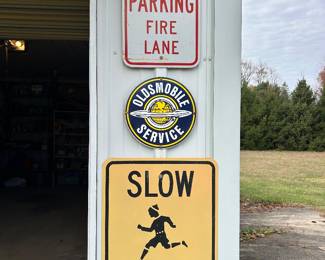 PARKING
FIRE
LANE
OLDSMOBILE
SERVICE
SLOW